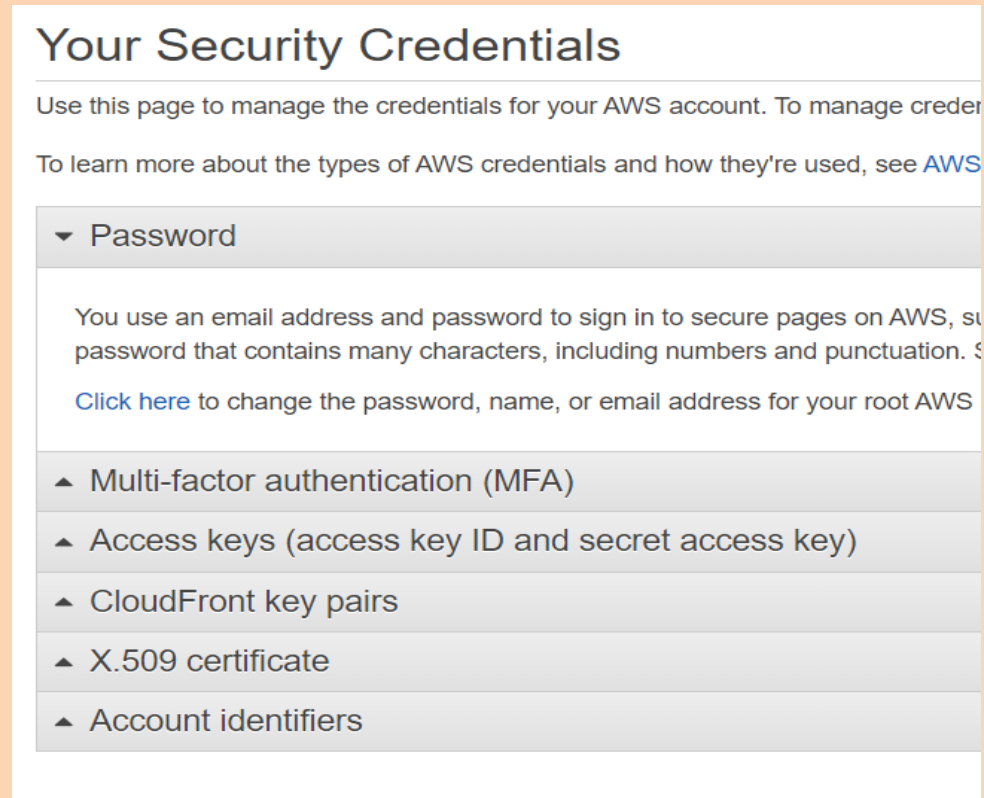 Your Security Credentials
Use this page to manage the credentials for your AWS account. To manage
To learn more about the types of AWS credentials and how they're used, see AWS
Password
You use an email address and password to sign in to secure pages on AWS,
password that contains many characters, including numbers and punctuation.
Click here to change the password, name, or email address for your root AWS
Multi-factor authentication (MFA)
Access keys (access key ID and secret access key)
CloudFront key pairs
X.509 certificate
Account identifiers